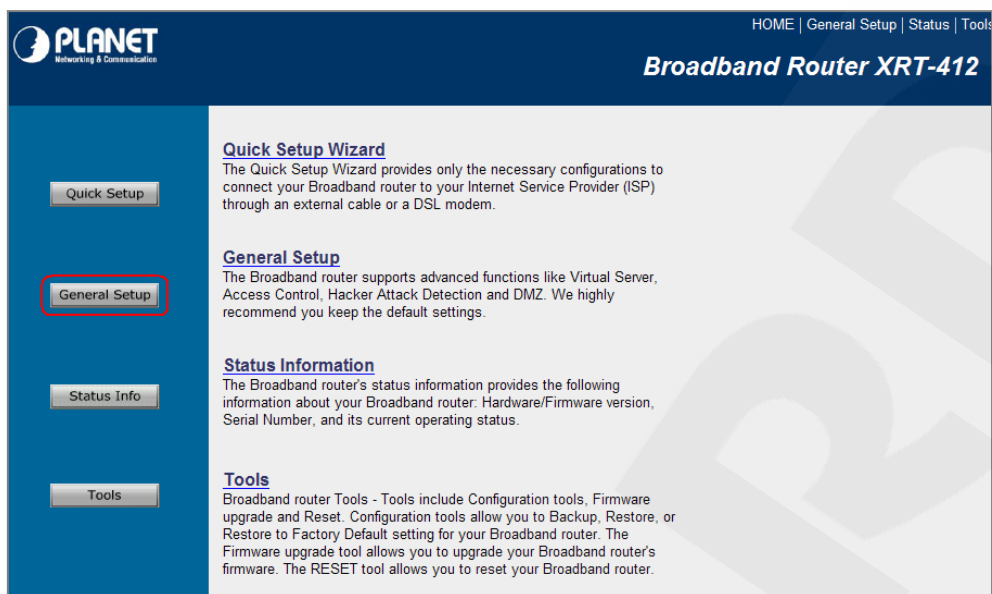 PLANET
Networking & Communication
HOME | General Setup | Status | Tools
Broadband Router XRT-412
Quick Setup
General Setup
Status Info
Tools
Quick Setup Wizard
The Quick Setup Wizard provides only the necessary configurations to
connect your Broadband router to your Internet Service Provider (ISP)
through an external cable or a DSL modem.
General Setup
The Broadband router supports advanced functions like Virtual Server,
Access Control, Hacker Attack Detection and DMZ. We highly
recommend you keep the default settings.
Status Information
The Broadband router's status information provides the following
information about your Broadband router: Hardware/Firmware version,
Serial Number, and its current operating status.
Tools
Broadband router Tools - Tools include Configuration tools, Firmware
upgrade and Reset. Configuration tools allow you to Backup, Restore, or
Restore to Factory Default setting for your Broadband router. The
Firmware upgrade tool allows you to upgrade your Broadband router's
firmware. The RESET tool allows you to reset your Broadband router.